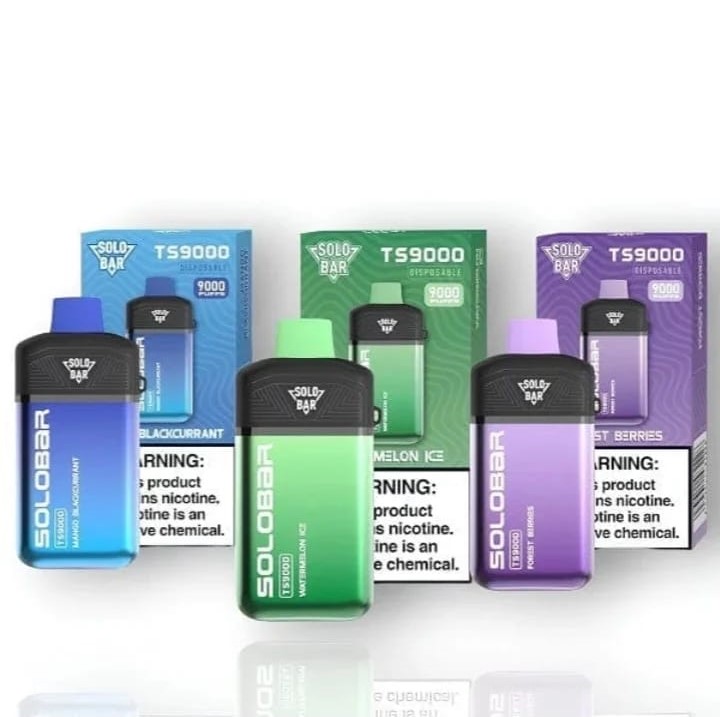 SOLO
BAR
TS9000
DISPOSABLE
9000
PUFFS
BLACKCURRANT
ARNING:
s product
ns nicotine.
otine is an
ve chemical.
SOLO
BAR
SOLOBAR
TS9000
MANGO BLACKCURRANT
SOLO
BAR
TS9000
DISPOSABLE
9000
PUFFS
MELON ICE
RNING:
product
s nicotine.
tine is an
e chemical.
SOLO
BAR
SOLOBAR
TS9000
WATERMELON ICE
SOLO
BAR
TS9000
DISPOSABLE
9000
PUFFS
ST BERRIES
ARNING:
s product
ns nicotine.
otine is an
ve chemical.
SOLO
BAR
SOLOBAR
TS9000
FOREST BERRIES